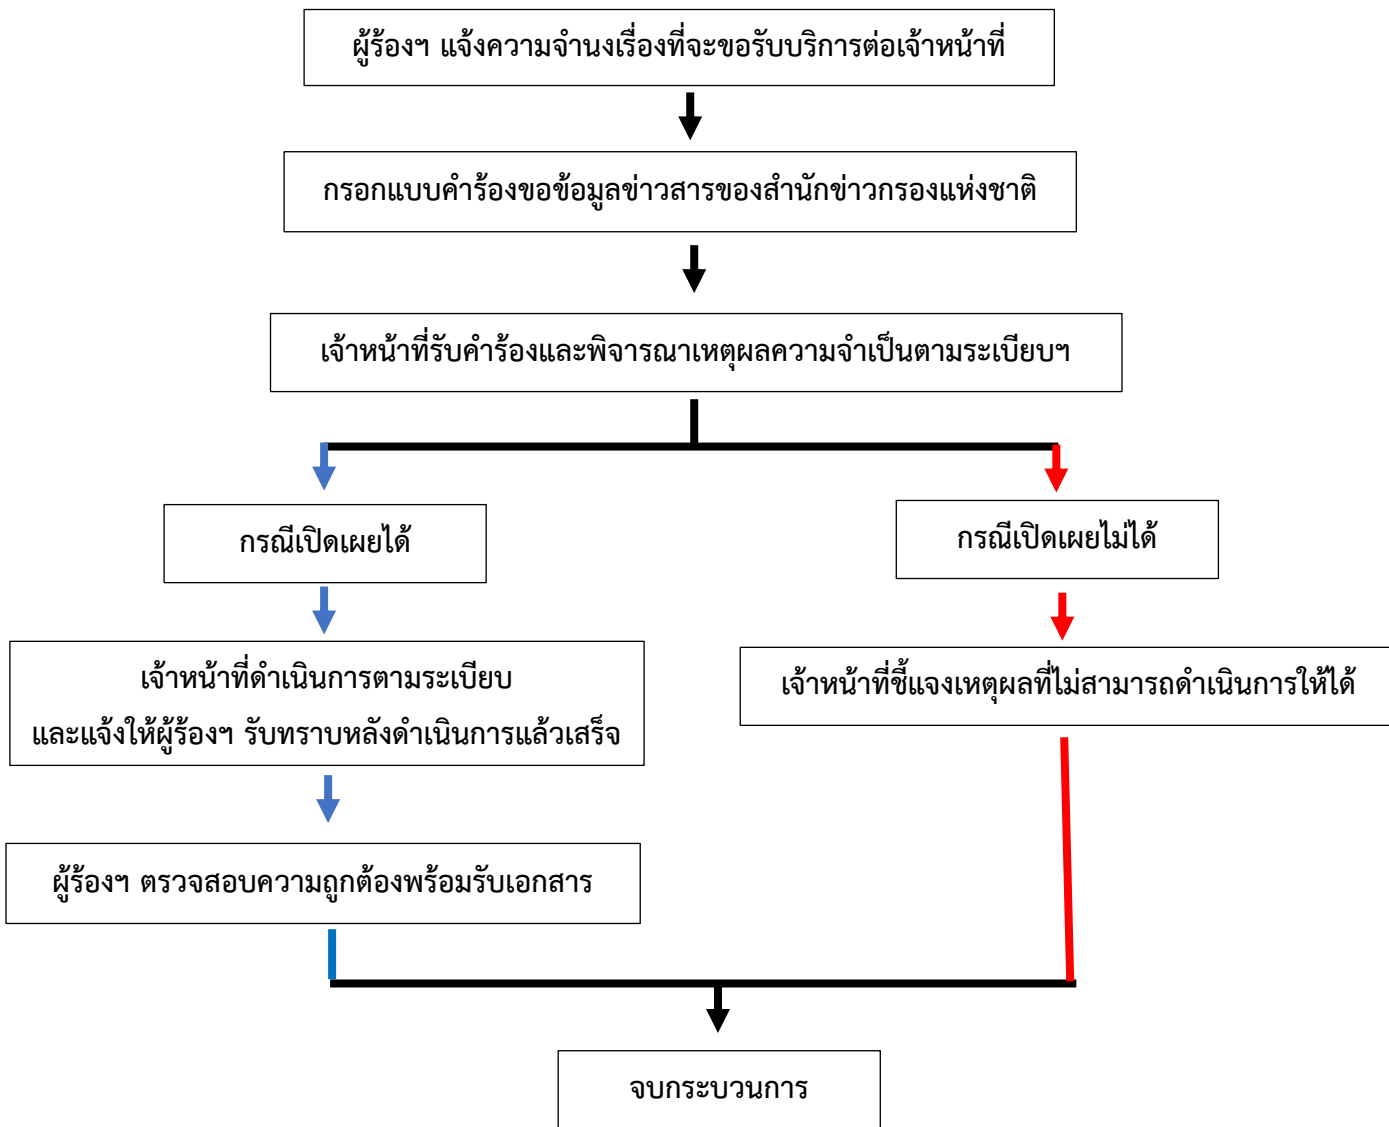 ผู้ร้องฯ แจ้งความจำนงเรื่องที่จะขอรับบริการต่อเจ้าหน้าที่
กรอกแบบคำร้องขอข้อมูลข่าวสารของสำนักข่าวกรองแห่งชาติ
เจ้าหน้าที่รับคำร้องและพิจารณาเหตุผลความจำเป็นตามระเบียบฯ
กรณีเปิดเผยได้
กรณีเปิดเผยไม่ได้
เจ้าหน้าที่ดำเนินการตามระเบียบ
และแจ้งให้ผู้ร้องฯ รับทราบหลังดำเนินการแล้วเสร็จ
เจ้าหน้าที่ชี้แจงเหตุผลที่ไม่สามารถดำเนินการให้ได้
ผู้ร้องฯ ตรวจสอบความถูกต้องพร้อมรับเอกสาร
จบกระบวนการ